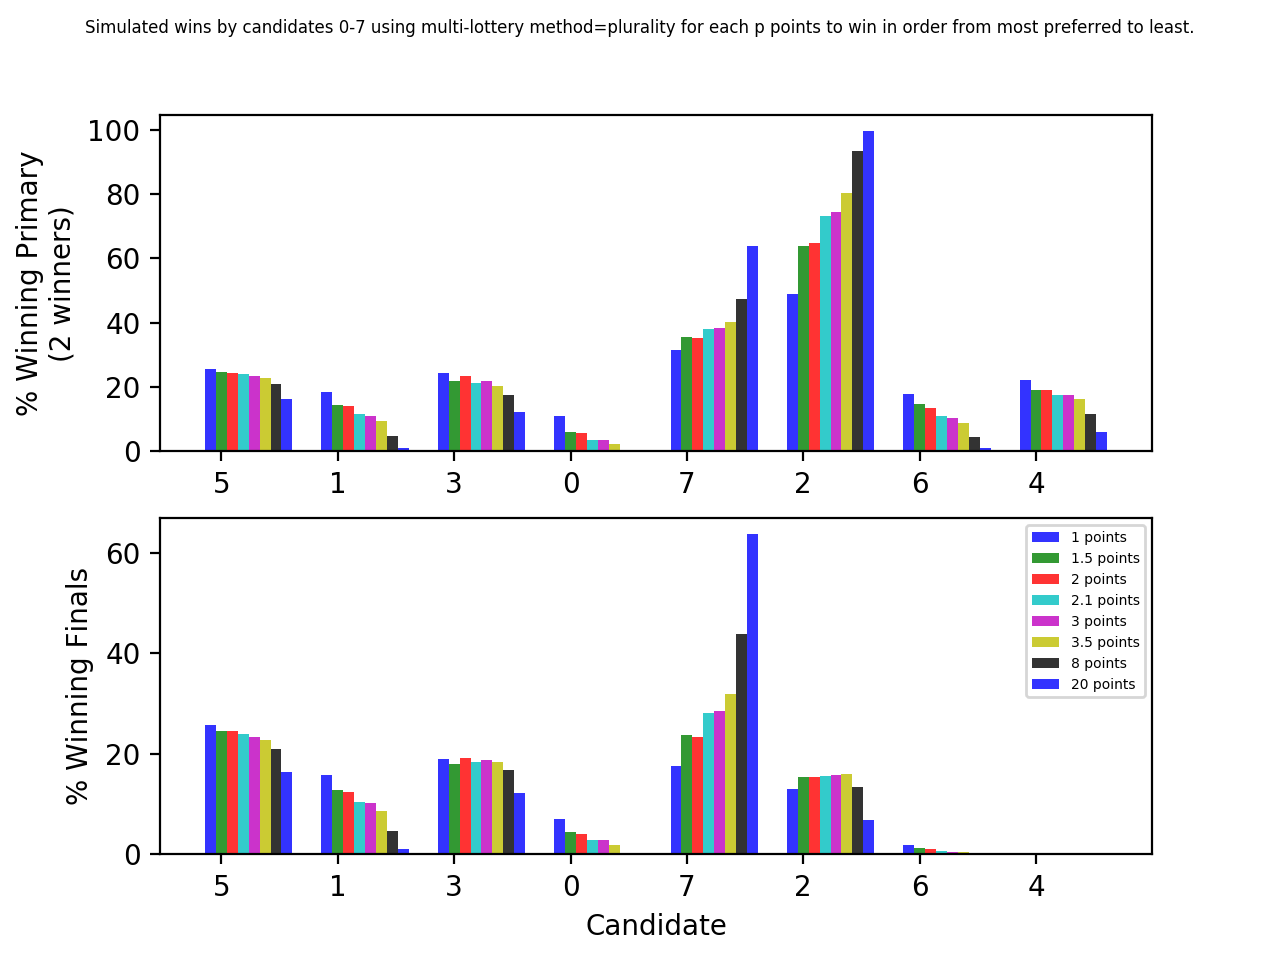 Simulated wins by candidates 0-7 using multi-lottery method=plurality for each p points to win in order from most preferred to least.
% Winning Primary
(2 winners)
100
80
60
40
20
0
5 1 3 0 7 2 6 4
% Winning Finals
60
40
20
0
1 points
1.5 points
2 points
2.1 points
3 points
3.5 points
8 points
20 points
5 1 3 0 7 2 6 4
Candidate